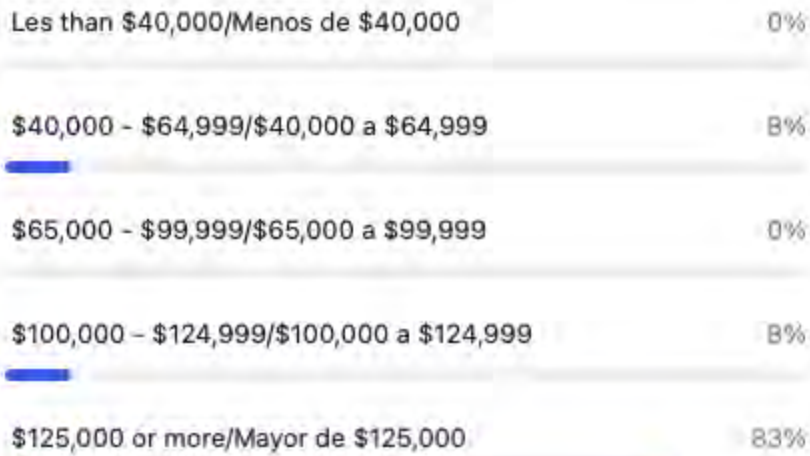 Les than $40,000/Menos de $40,000 0%
$40,000 - $64,999/$40,000 a $64,999 8%
$65,000 - $99,999/$65,000 a $99,999 0%
$100,000 - $124,999/$100,000 a $124,999 8%
$125,000 or more/Mayor de $125,000 83%